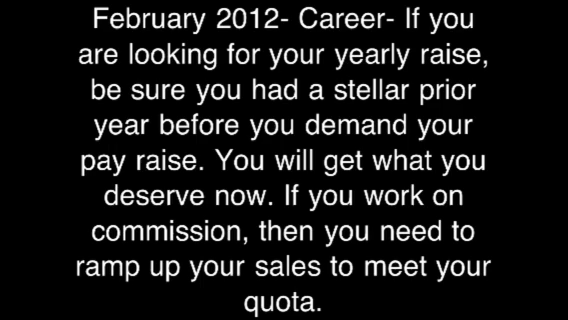 February 2012- Career- If you
are looking for your yearly raise,
be sure you had a stellar prior
year before you demand your
pay raise. You will get what you
deserve now. If you work on
commission, then you need to
ramp up your sales to meet your
quota.